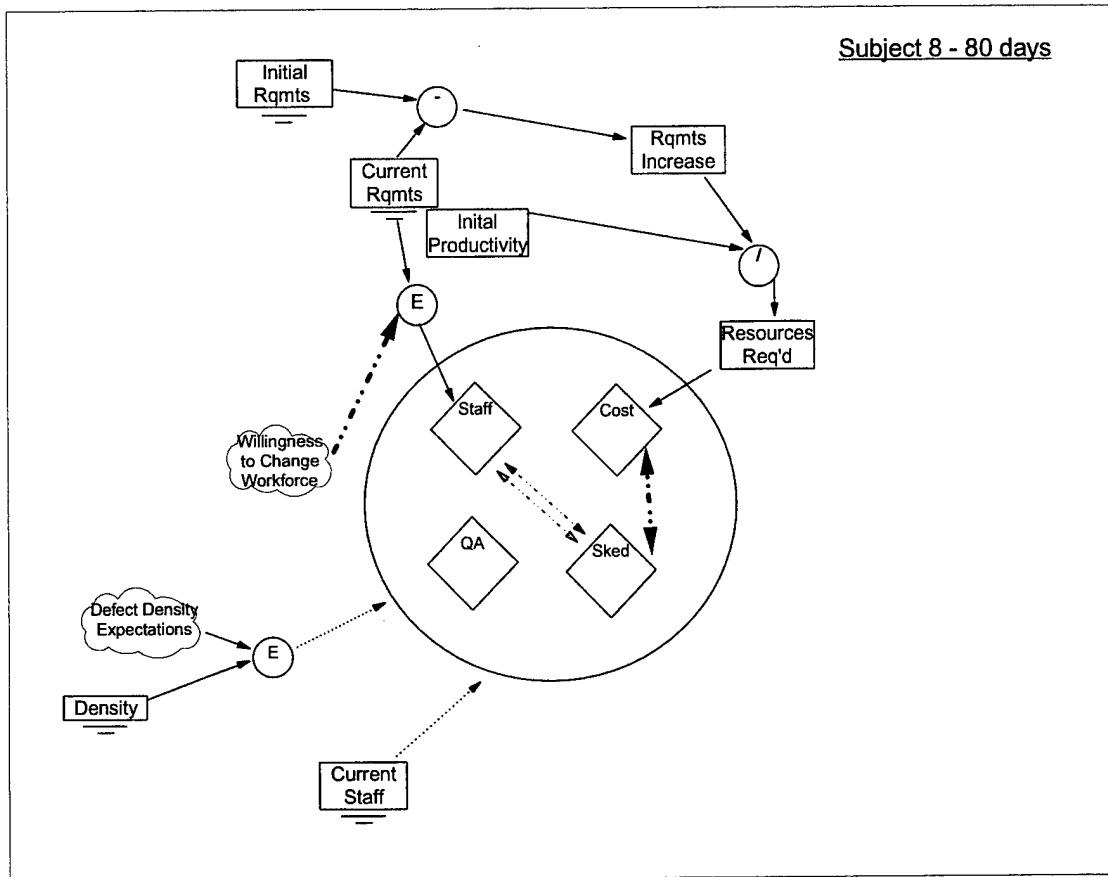 Subject 8 - 80 days
Initial
Rqmts
-
Rqmts
Increase
Current
Rqmts
Inital
Productivity
/
E
Resources
Req'd
Staff
Cost
Willingness
to Change
Workforce
QA
Sked
Defect Density
Expectations
E
Density
Current
Staff